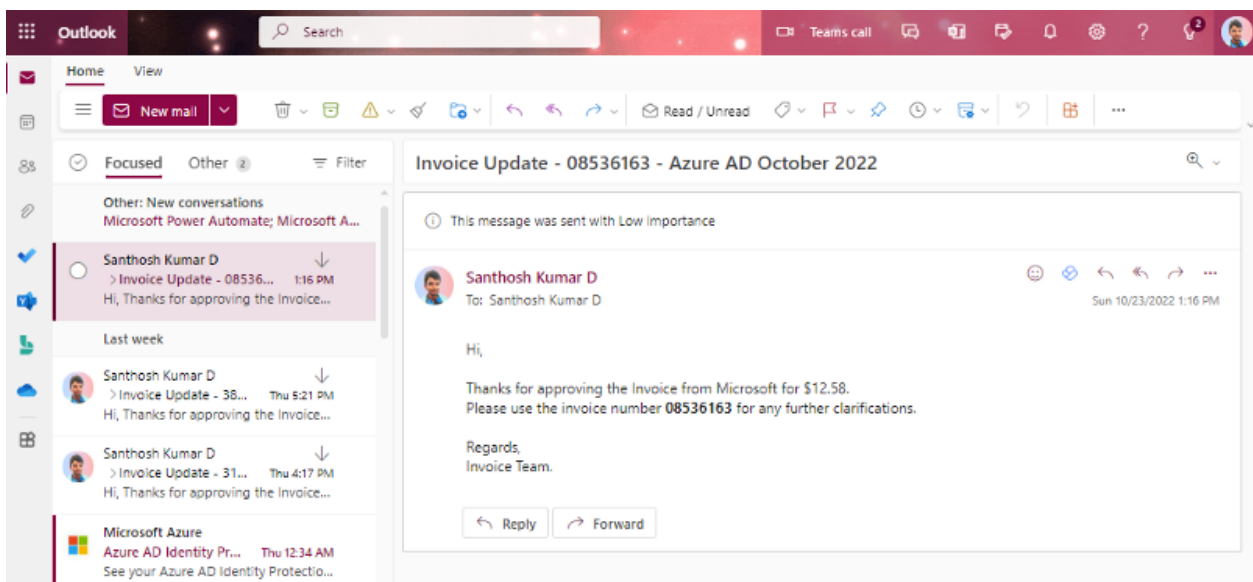 Outlook
Search
Teams call
2
Home
View
New mail
Read / Unread
Focused
Other 2
Filter
Other: New conversations
Microsoft Power Automate; Microsoft A...
Santhosh Kumar D
Invoice Update - 08536... 1:16 PM
Hi, Thanks for approving the Invoice...
Last week
Santhosh Kumar D
Invoice Update - 38... Thu 5:21 PM
Hi, Thanks for approving the Invoice...
Santhosh Kumar D
Invoice Update - 31... Thu 4:17 PM
Hi, Thanks for approving the Invoice...
Microsoft Azure
Azure AD Identity Pr... Thu 12:34 AM
See your Azure AD Identity Protectio...
Invoice Update - 08536163 - Azure AD October 2022
This message was sent with Low importance
Santhosh Kumar D
To: Santhosh Kumar D
Sun 10/23/2022 1:16 PM
Hi,
Thanks for approving the Invoice from Microsoft for $12.58.
Please use the invoice number 08536163 for any further clarifications.
Regards,
Invoice Team.
Reply
Forward